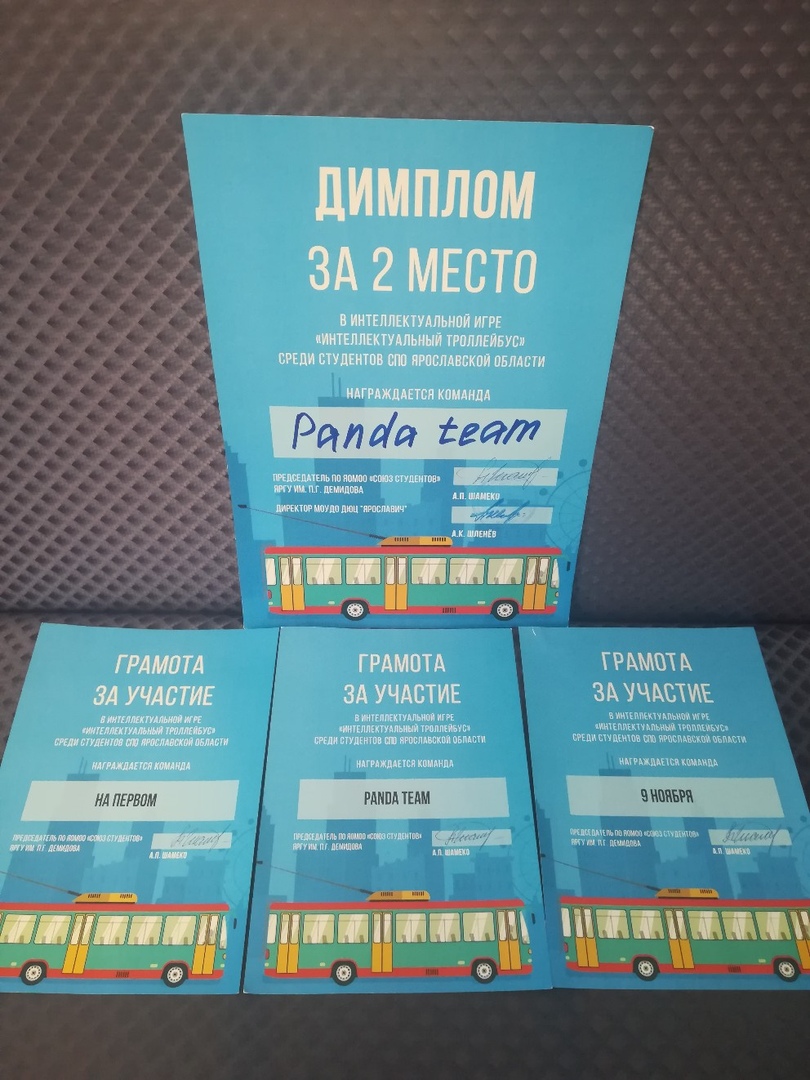 ДИМПЛОМ
ЗА 2 МЕСТО
В ИНТЕЛЛЕКТУАЛЬНОЙ ИГРЕ
«ИНТЕЛЛЕКТУАЛЬНЫЙ ТРОЛЛЕЙБУС»
СРЕДИ СТУДЕНТОВ СПО ЯРОСЛАВСКОЙ ОБЛАСТИ
НАГРАЖДАЕТСЯ КОМАНДА
Panda team
ПРЕДСЕДАТЕЛЬ ПО ЯОМОО «СОЮЗ СТУДЕНТОВ»
ЯРГУ ИМ. П.Г. ДЕМИДОВА
А.П. ШАМЕКО
ДИРЕКТОР МОУДО ДЮЦ "ЯРОСЛАВИЧ"
А.К. ШЛЕНЁВ
ГРАМОТА
ЗА УЧАСТИЕ
В ИНТЕЛЛЕКТУАЛЬНОЙ ИГРЕ
«ИНТЕЛЛЕКТУАЛЬНЫЙ ТРОЛЛЕЙБУС»
СРЕДИ СТУДЕНТОВ СПО ЯРОСЛАВСКОЙ ОБЛАСТИ
НАГРАЖДАЕТСЯ КОМАНДА
НА ПЕРВОМ
ПРЕДСЕДАТЕЛЬ ПО ЯОМОО «СОЮЗ СТУДЕНТОВ»
ЯРГУ ИМ. П.Г. ДЕМИДОВА
А.П. ШАМЕКО
ГРАМОТА
ЗА УЧАСТИЕ
В ИНТЕЛЛЕКТУАЛЬНОЙ ИГРЕ
«ИНТЕЛЛЕКТУАЛЬНЫЙ ТРОЛЛЕЙБУС»
СРЕДИ СТУДЕНТОВ СПО ЯРОСЛАВСКОЙ ОБЛАСТИ
НАГРАЖДАЕТСЯ КОМАНДА
PANDA TEAM
ПРЕДСЕДАТЕЛЬ ПО ЯОМОО «СОЮЗ СТУДЕНТОВ»
ЯРГУ ИМ. П.Г. ДЕМИДОВА
А.П. ШАМЕКО
ГРАМОТА
ЗА УЧАСТИЕ
В ИНТЕЛЛЕКТУАЛЬНОЙ ИГРЕ
«ИНТЕЛЛЕКТУАЛЬНЫЙ ТРОЛЛЕЙБУС»
СРЕДИ СТУДЕНТОВ СПО ЯРОСЛАВСКОЙ ОБЛАСТИ
НАГРАЖДАЕТСЯ КОМАНДА
9 НОЯБРЯ
ПРЕДСЕДАТЕЛЬ ПО ЯОМОО «СОЮЗ СТУДЕНТОВ»
ЯРГУ ИМ. П.Г. ДЕМИДОВА
А.П. ШАМЕКО